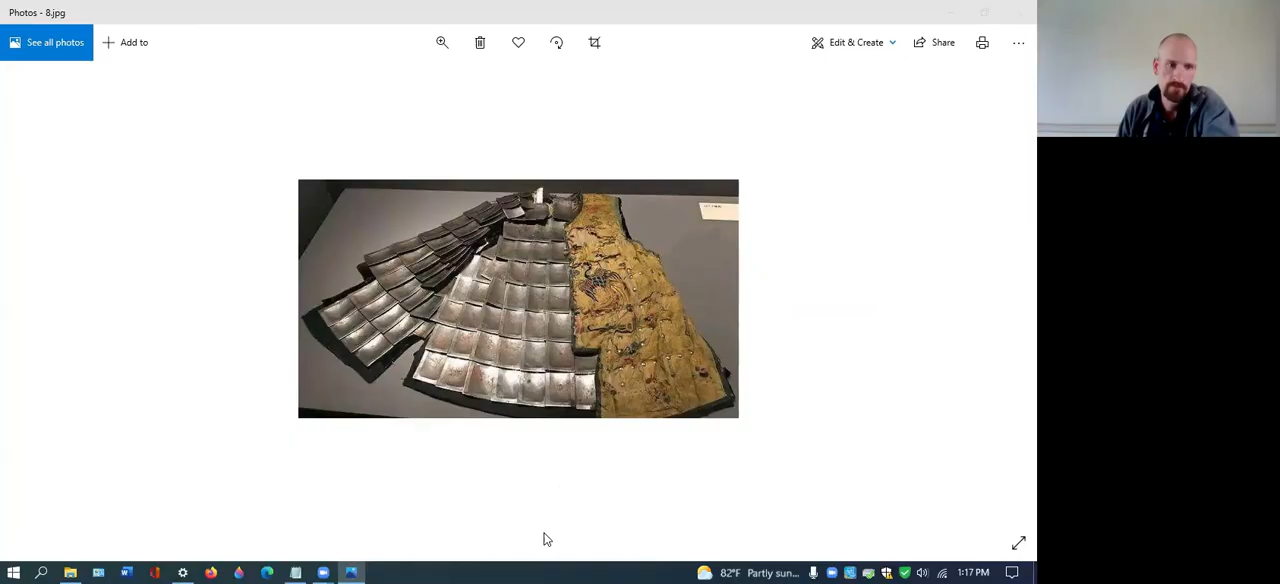 Photos - 8.jpg
See all photos
Add to
Edit & Create
Share
82°F Partly sun...
1:17 PM